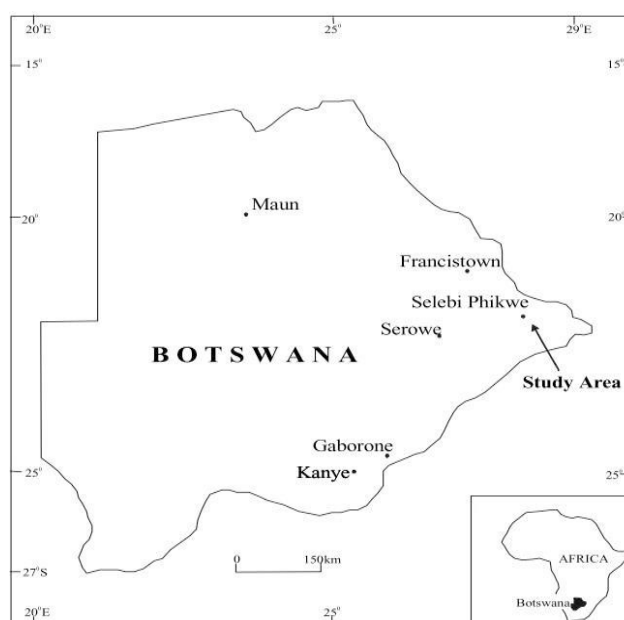 20°E 25° 29°E
15° 15°
Maun
20° 20°
Francistown
Selebi Phikwe
Serowe
BOTSWANA
Study Area
Gaborone
Kanye
25° 25°
0 150km
AFRICA
27°S
Botswana
20°E 25°